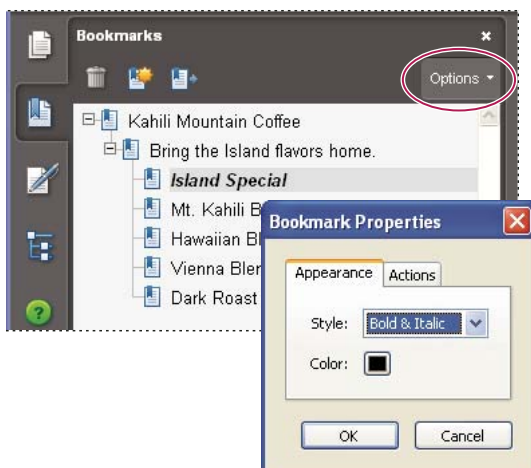 Bookmarks
Options
Kahili Mountain Coffee
Bring the Island flavors home.
Island Special
Mt. Kahili B
Hawaiian Bl
Vienna Blen
Dark Roast
Bookmark Properties
Appearance Actions
Style: Bold & Italic
Color:
OK Cancel
?